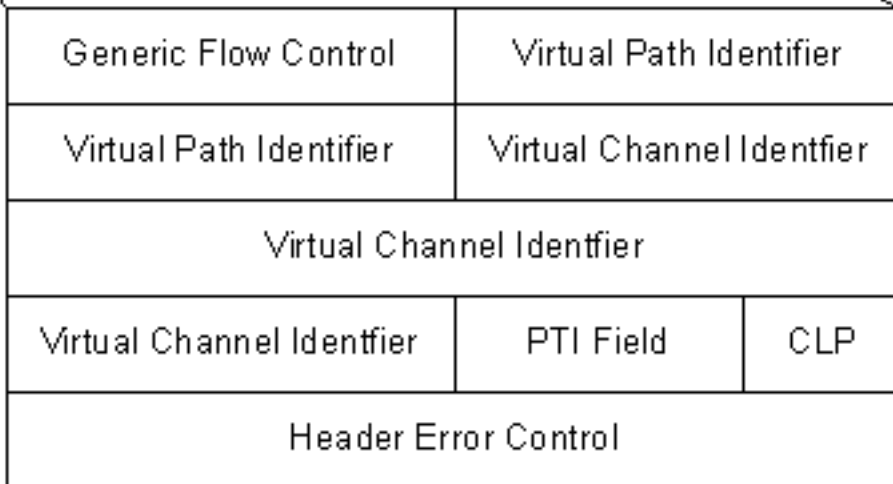 Generic Flow Control Virtual Path Identifier
Virtual Path Identifier Virtual Channel Identfier
Virtual Channel Identfier
Virtual Channel Identfier PTI Field CLP
Header Error Control